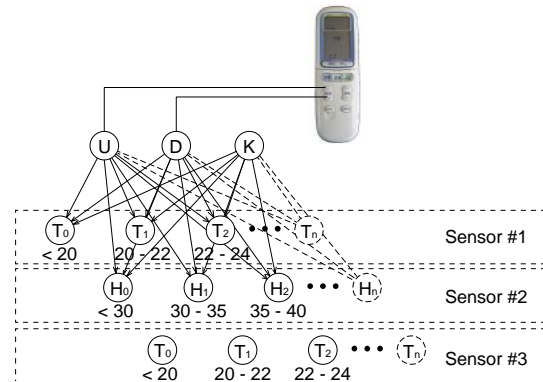 U D K
T₀ T₁ T₂ • • • Tₙ Sensor #1
< 20 20 - 22 22 - 24
H₀ H₁ H₂ • • • Hₙ Sensor #2
< 30 30 - 35 35 - 40
T₀ T₁ T₂ • • • Tₙ Sensor #3
< 20 20 - 22 22 - 24